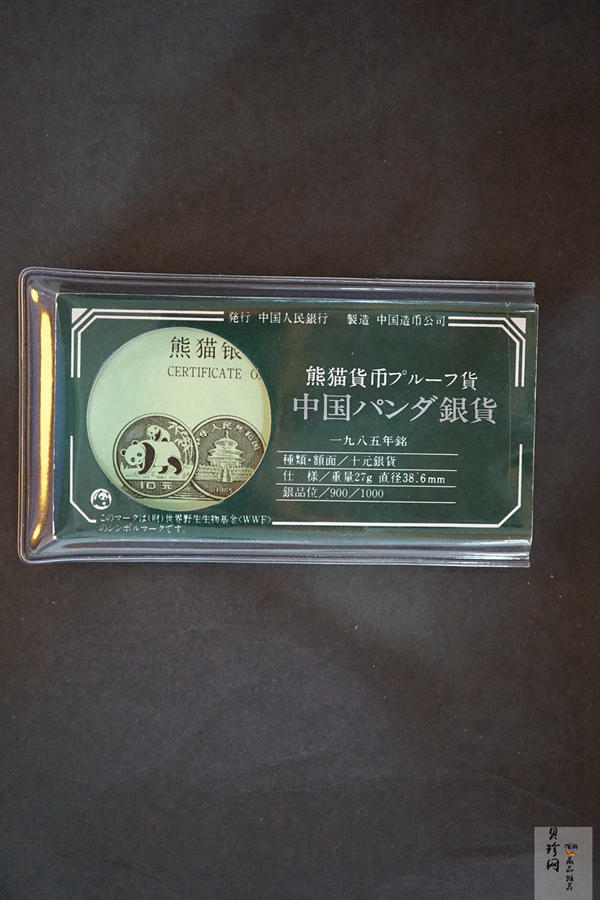 発行 中国人民銀行 製造 中国造币公司
熊猫银
CERTIFICATE O
熊猫貨币プルーフ貨
中国パンダ銀貨
一九八五年銘
種類・額面／十元銀貨
仕 様／重量27g 直径38.6mm
銀品位／900／1000
10元
1985
このマークは(財)世界野生生物基金〈WWF〉
のシンボルマークです。
贝珍网
藏品推荐